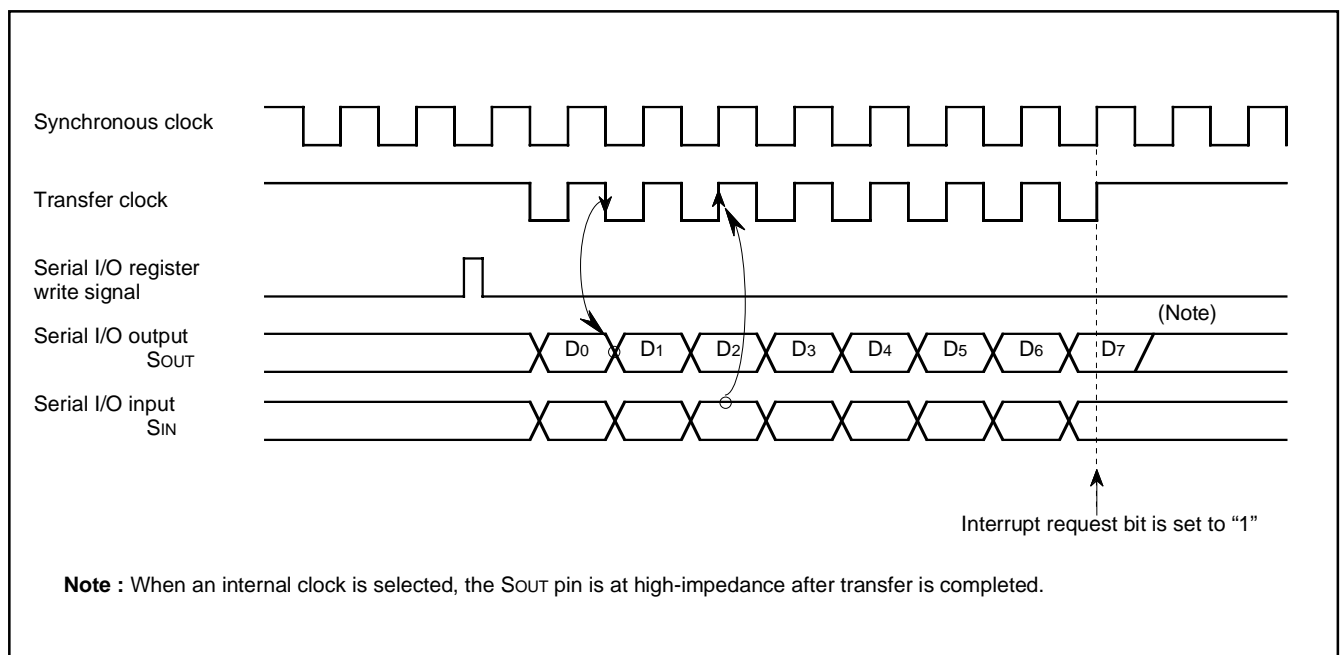 Synchronous clock
Transfer clock
Serial I/O register
write signal
(Note)
Serial I/O output
SOUT
D0 D1 D2 D3 D4 D5 D6 D7
Serial I/O input
SIN
Interrupt request bit is set to “1”
Note : When an internal clock is selected, the SOUT pin is at high-impedance after transfer is completed.